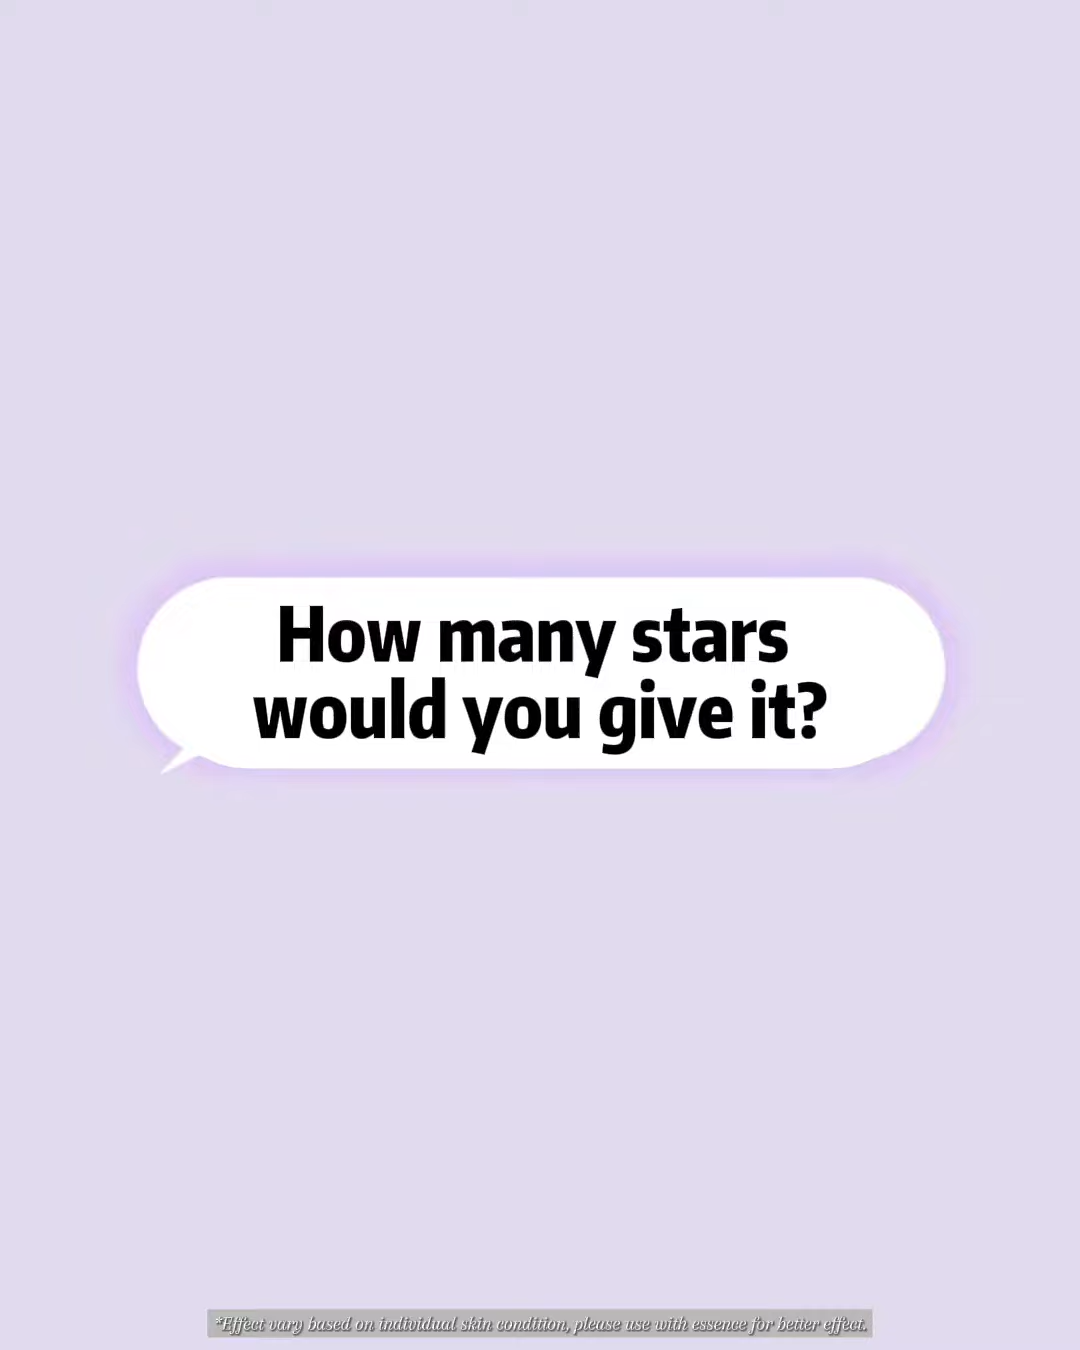 How many stars
would you give it?
*Effect vary based on individual skin condition, please use with essence for better effect.